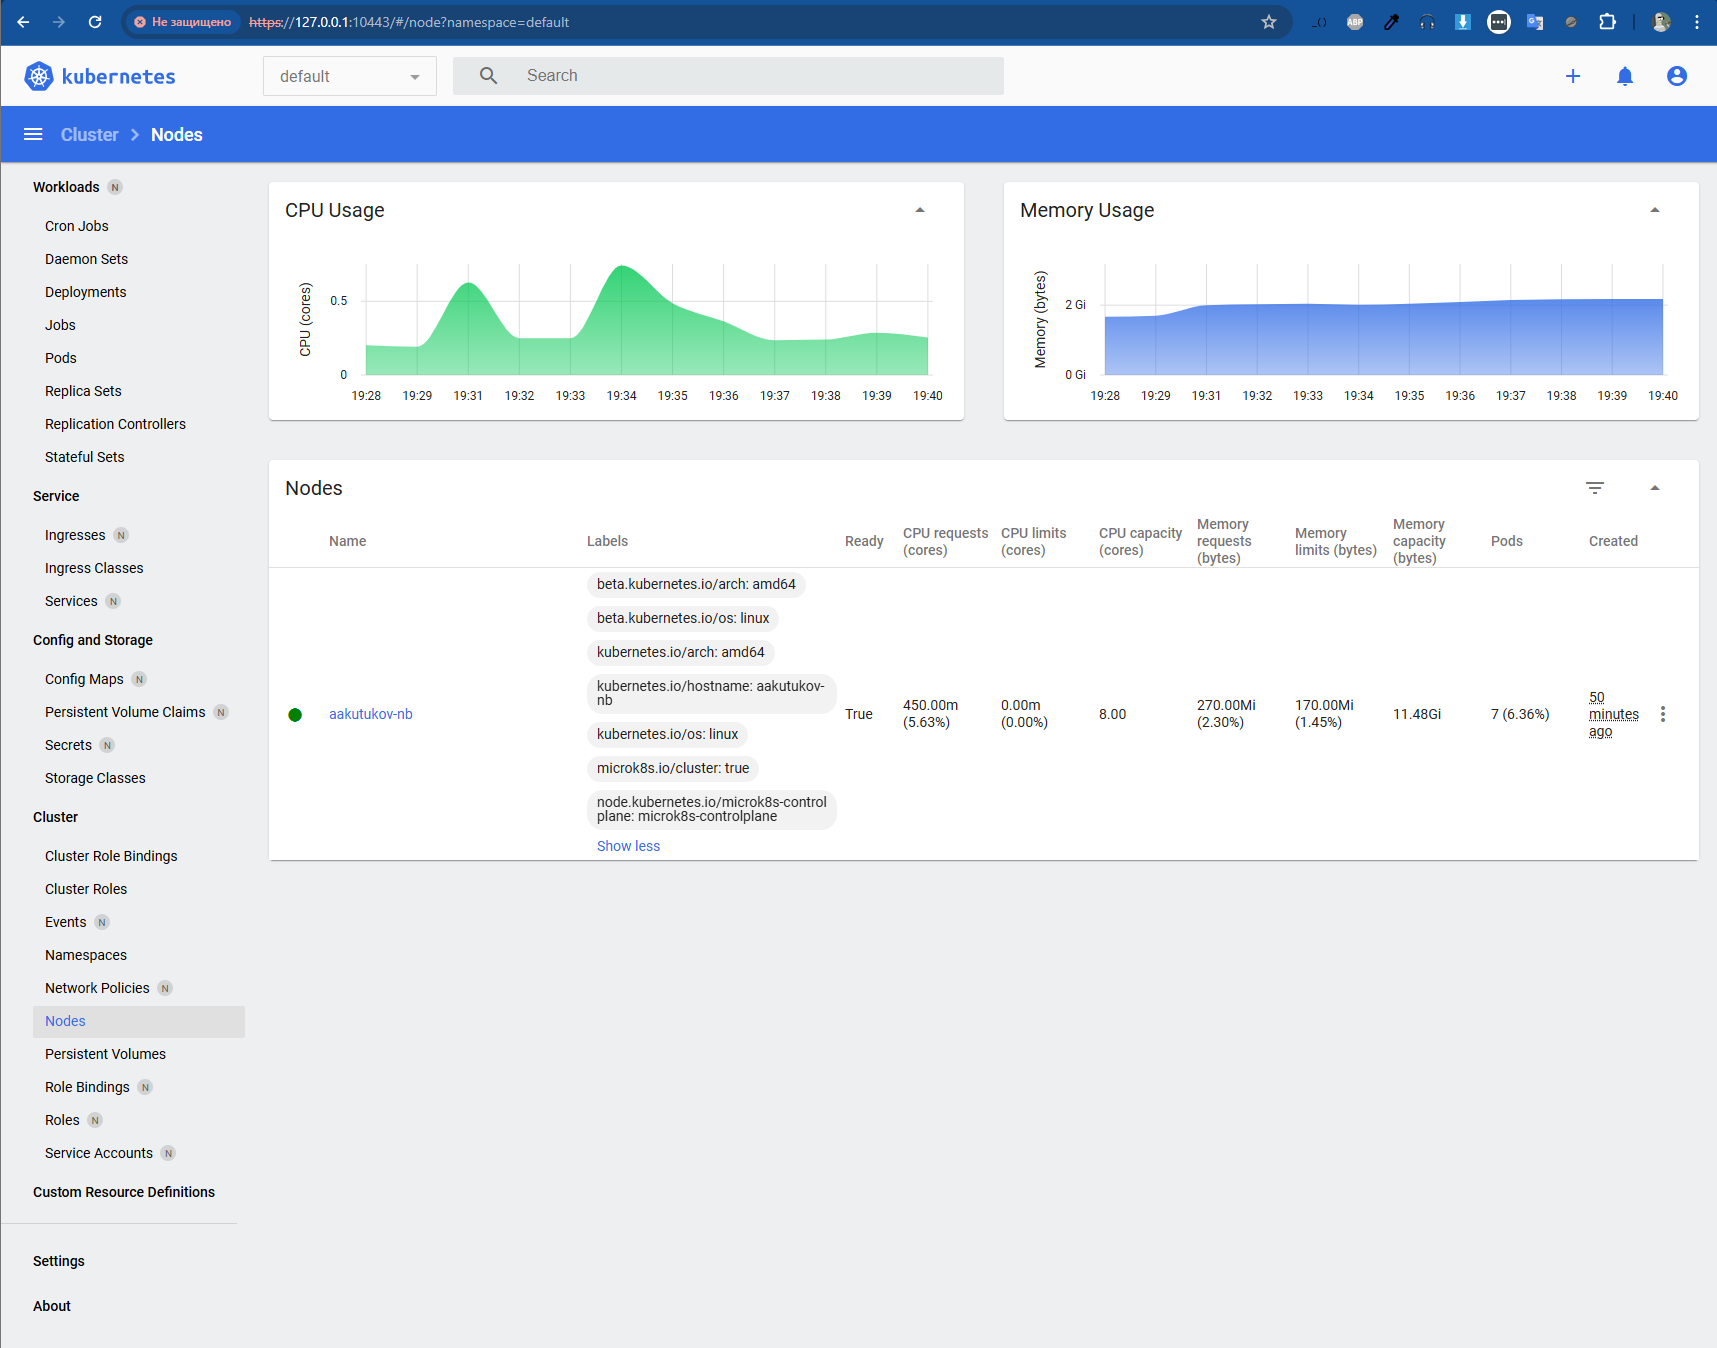 Не защищено https://127.0.0.1:10443/#/node?namespace=default
ABP
kubernetes
default
Search
Cluster
Nodes
Workloads N
Cron Jobs
Daemon Sets
Deployments
Jobs
Pods
Replica Sets
Replication Controllers
Stateful Sets
Service
Ingresses N
Ingress Classes
Services N
Config and Storage
Config Maps N
Persistent Volume Claims N
Secrets N
Storage Classes
Cluster
Cluster Role Bindings
Cluster Roles
Events N
Namespaces
Network Policies N
Nodes
Persistent Volumes
Role Bindings N
Roles N
Service Accounts N
Custom Resource Definitions
Settings
About
CPU Usage
CPU (cores)
0.5
0
19:28 19:29 19:31 19:32 19:33 19:34 19:35 19:36 19:37 19:38 19:39 19:40
Memory Usage
Memory (bytes)
2 Gi
0 Gi
19:28 19:29 19:31 19:32 19:33 19:34 19:35 19:36 19:37 19:38 19:39 19:40
Nodes
Name
Labels
Ready
CPU requests
(cores)
CPU limits
(cores)
CPU capacity
(cores)
Memory
requests
(bytes)
Memory
limits (bytes)
Memory
capacity
(bytes)
Pods
Created
aakutukov-nb
beta.kubernetes.io/arch: amd64
beta.kubernetes.io/os: linux
kubernetes.io/arch: amd64
kubernetes.io/hostname: aakutukov-
nb
kubernetes.io/os: linux
microk8s.io/cluster: true
node.kubernetes.io/microk8s-control
plane: microk8s-controlplane
Show less
True
450.00m
(5.63%)
0.00m
(0.00%)
8.00
270.00Mi
(2.30%)
170.00Mi
(1.45%)
11.48Gi
7 (6.36%)
50
minutes
ago